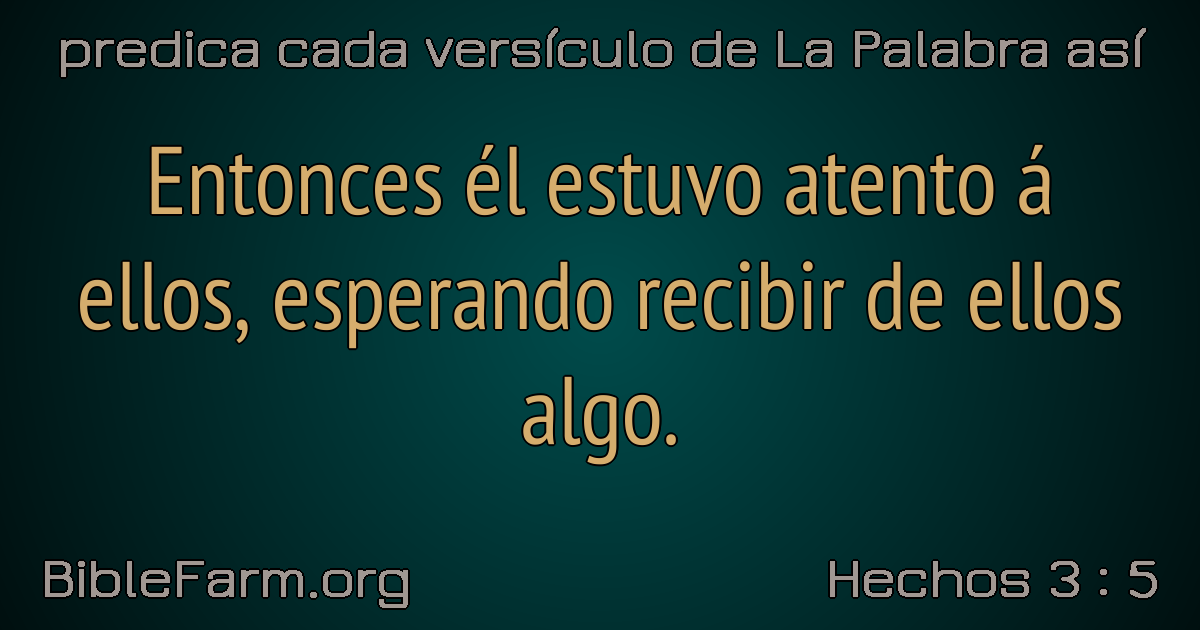 predica cada versículo de La Palabra así
Entonces él estuvo atento á
ellos, esperando recibir de ellos
algo.
BibleFarm.org
Hechos 3 : 5